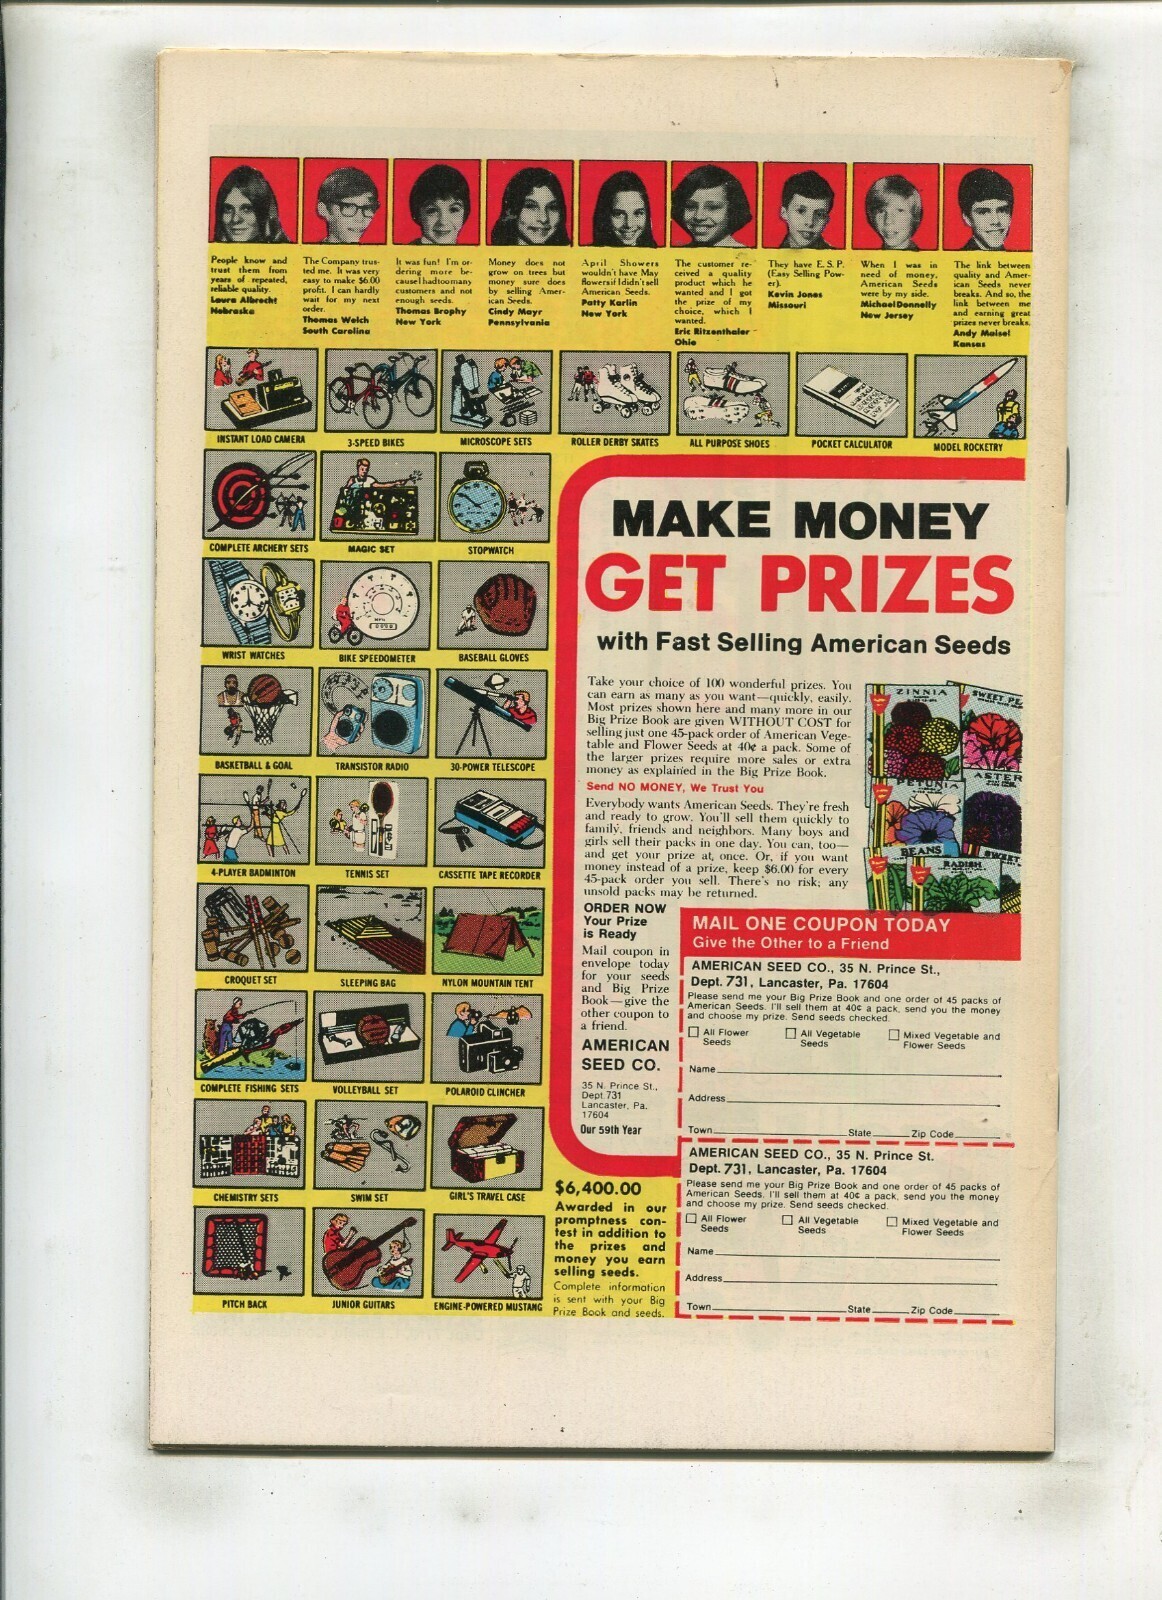 People know and
trust them from
years of repeated,
reliable quality.
Laura Albrecht
Nebraska
The Company trus-
ted me. It was very
easy to make $6.00
profit. I can hardly
wait for my next
order.
Thomas Welch
South Carolina
It was fun! I'm or-
dering more be-
cause I had too many
customers and not
enough seeds.
Thomas Brophy
New York
Money does not
grow on trees but
money sure does
by selling Amer-
ican Seeds.
Cindy Mayr
Pennsylvania
April Showers
wouldn't have May
flowers if I didn't sell
American Seeds.
Patty Karlin
New York
The customer re-
ceived a quality
product which he
wanted and I got
the prize of my
choice, which I
wanted.
Eric Ritzenthaler
Ohio
They have E. S. P.
(Easy Selling Pow-
er).
Kevin Jones
Missouri
When I was in
need of money,
American Seeds
were by my side.
Michael Donnelly
New Jersey
The link between
quality and Amer-
ican Seeds never
breaks. And so, the
link between me
and earning great
prizes never breaks.
Andy Maisel
Kansas
INSTANT LOAD CAMERA
3-SPEED BIKES
MICROSCOPE SETS
ROLLER DERBY SKATES
ALL PURPOSE SHOES
POCKET CALCULATOR
MODEL ROCKETRY
COMPLETE ARCHERY SETS
MAGIC SET
STOPWATCH
WRIST WATCHES
BIKE SPEEDOMETER
BASEBALL GLOVES
BASKETBALL & GOAL
TRANSISTOR RADIO
30-POWER TELESCOPE
4-PLAYER BADMINTON
TENNIS SET
CASSETTE TAPE RECORDER
CROQUET SET
SLEEPING BAG
NYLON MOUNTAIN TENT
COMPLETE FISHING SETS
VOLLEYBALL SET
POLAROID CLINCHER
CHEMISTRY SETS
SWIM SET
GIRL'S TRAVEL CASE
PITCH BACK
JUNIOR GUITARS
ENGINE-POWERED MUSTANG
MAKE MONEY
GET PRIZES
with Fast Selling American Seeds
Take your choice of 100 wonderful prizes. You
can earn as many as you want—quickly, easily.
Most prizes shown here and many more in our
Big Prize Book are given WITHOUT COST for
selling just one 45-pack order of American Vege-
table and Flower Seeds at 40¢ a pack. Some of
the larger prizes require more sales or extra
money as explained in the Big Prize Book.
Send NO MONEY, We Trust You
Everybody wants American Seeds. They're fresh
and ready to grow. You'll sell them quickly to
family, friends and neighbors. Many boys and
girls sell their packs in one day. You can, too—
and get your prize at once. Or, if you want
money instead of a prize, keep $6.00 for every
45-pack order you sell. There's no risk; any
unsold packs may be returned.
ZINNIA
SWEET PE
PETUNIA
ASTER
BEANS
RADISH
SWEET
ORDER NOW
Your Prize
is Ready
Mail coupon in
envelope today
for your seeds
and Big Prize
Book—give the
other coupon to
a friend.
AMERICAN
SEED CO.
35 N. Prince St.,
Dept 731
Lancaster, Pa.
17604
Our 59th Year
$6,400.00
Awarded in our
promptness con-
test in addition to
the prizes and
money you earn
selling seeds.
Complete information
is sent with your Big
Prize Book and seeds.
MAIL ONE COUPON TODAY
Give the Other to a Friend
AMERICAN SEED CO., 35 N. Prince St.,
Dept. 731, Lancaster, Pa. 17604
Please send me your Big Prize Book and one order of 45 packs of
American Seeds. I'll sell them at 40¢ a pack, send you the money
and choose my prize. Send seeds checked.
All Flower Seeds
All Vegetable Seeds
Mixed Vegetable and Flower Seeds
Name
Address
Town State Zip Code
AMERICAN SEED CO., 35 N. Prince St.
Dept. 731, Lancaster, Pa. 17604
Please send me your Big Prize Book and one order of 45 packs of
American Seeds. I'll sell them at 40¢ a pack, send you the money
and choose my prize. Send seeds checked.
All Flower Seeds
All Vegetable Seeds
Mixed Vegetable and Flower Seeds
Name
Address
Town State Zip Code